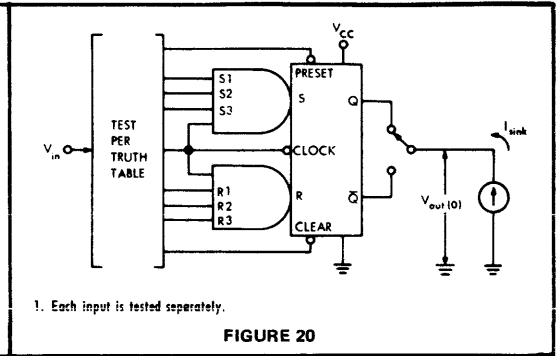 V_CC
PRESET
S1
S2
S3
S
Q
TEST
PER
TRUTH
TABLE
V_in
CLOCK
I_sink
R1
R2
R3
R
Q̅
V_out(0)
CLEAR
1. Each input is tested separately.
FIGURE 20